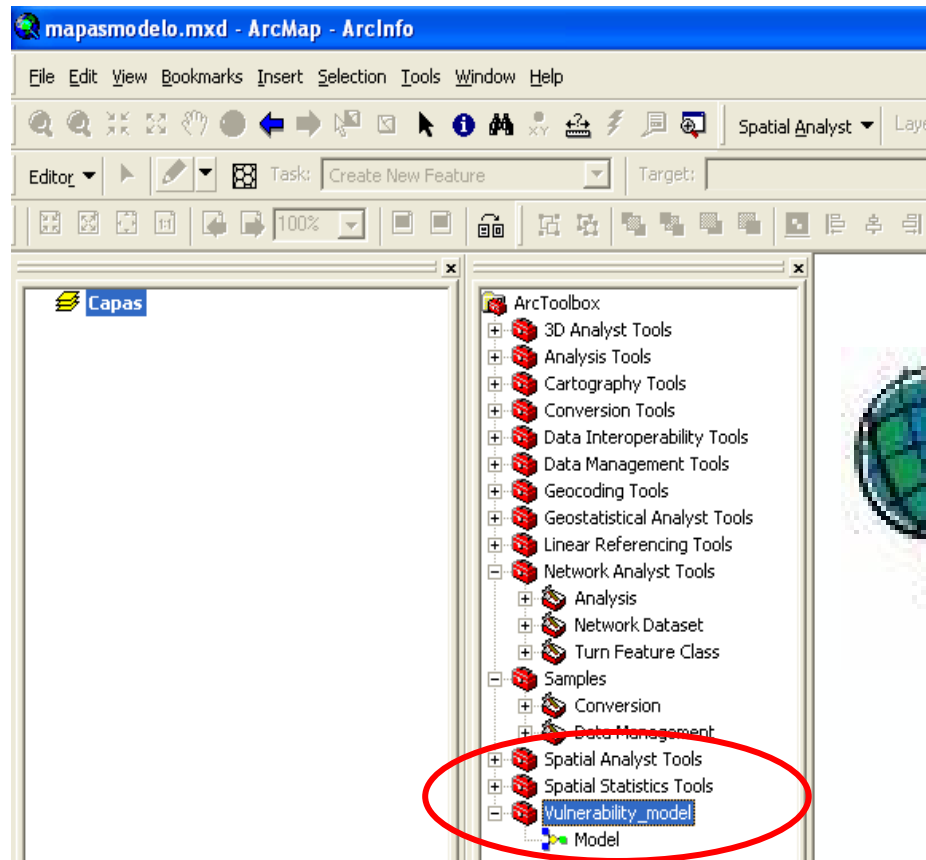 mapasmodelo.mxd - ArcMap - ArcInfo
File Edit View Bookmarks Insert Selection Tools Window Help
Spatial Analyst Laye
Editor Task: Create New Feature Target:
1:1 100%
Capas
ArcToolbox
3D Analyst Tools
Analysis Tools
Cartography Tools
Conversion Tools
Data Interoperability Tools
Data Management Tools
Geocoding Tools
Geostatistical Analyst Tools
Linear Referencing Tools
Network Analyst Tools
Analysis
Network Dataset
Turn Feature Class
Samples
Conversion
Data Management
Spatial Analyst Tools
Spatial Statistics Tools
Vulnerability_model
Model